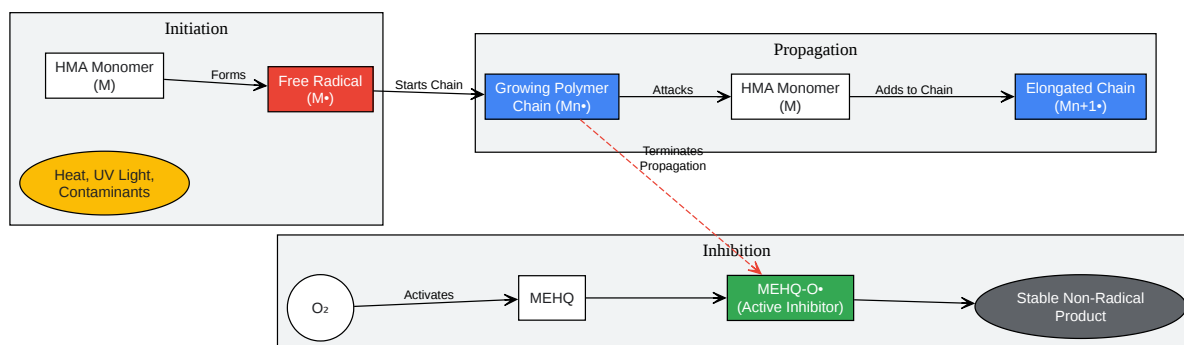 Initiation
HMA Monomer
(M)
Forms
Free Radical
(M•)
Heat, UV Light,
Contaminants
Starts Chain
Propagation
Growing Polymer
Chain (Mn•)
Attacks
HMA Monomer
(M)
Adds to Chain
Elongated Chain
(Mn+1•)
Terminates
Propagation
Inhibition
O₂
Activates
MEHQ
MEHQ-O•
(Active Inhibitor)
Stable Non-Radical
Product